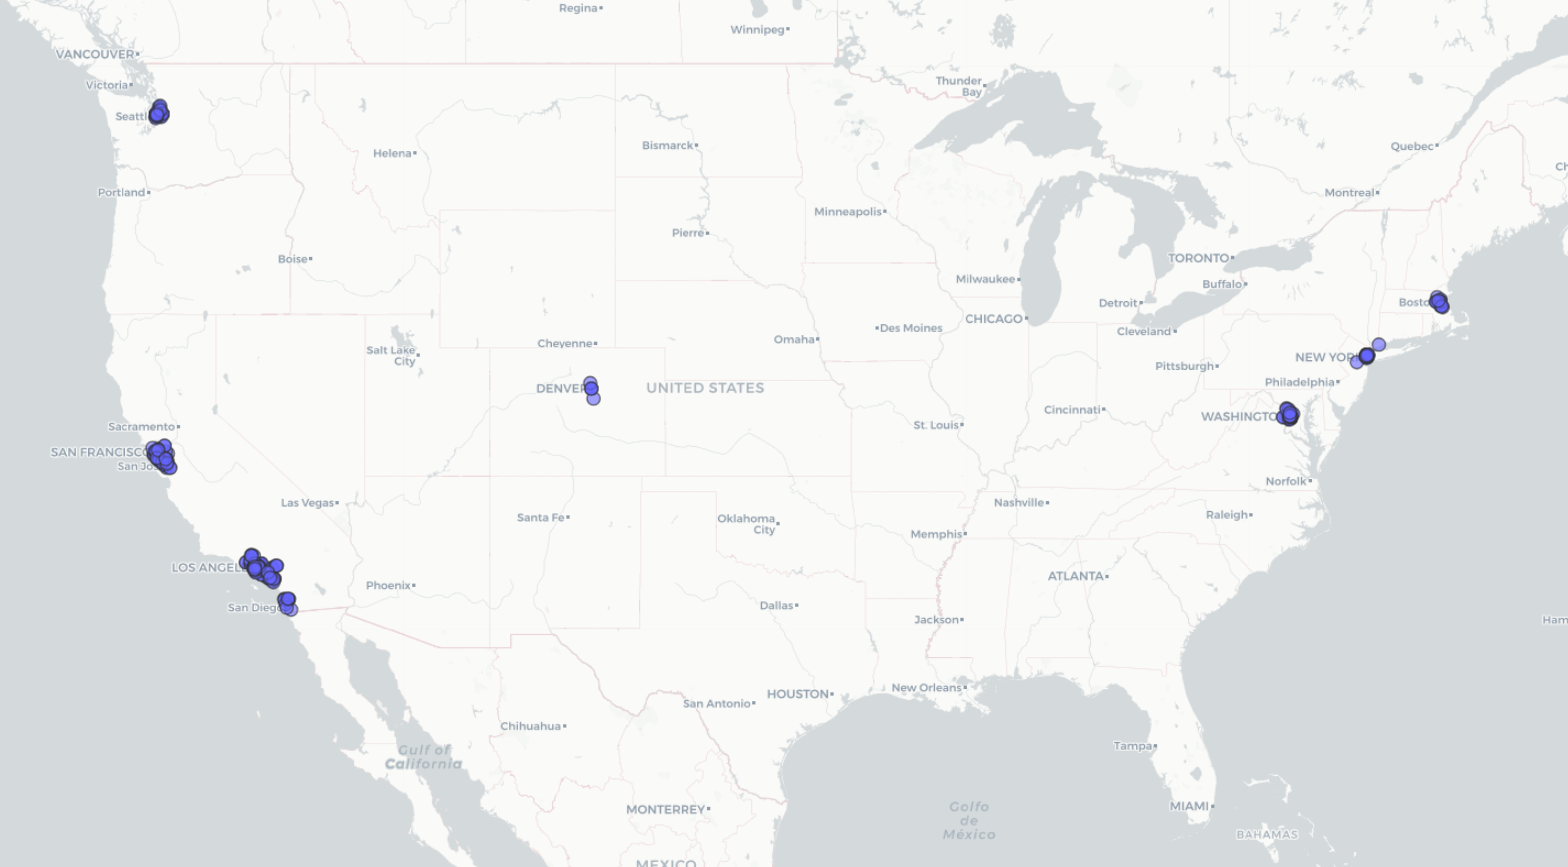 Regina
Winnipeg
VANCOUVER
Victoria
Thunder
Bay
Seattl
Helena
Bismarck
Quebec
Portland
Montreal
Minneapolis
Pierre
Boise
TORONTO
Milwaukee
Buffalo
Detroit
Bosto
CHICAGO
Des Moines
Cleveland
Omaha
Cheyenne
Salt Lake
City
NEW YOR
Pittsburgh
Philadelphia
DENVER
UNITED STATES
Cincinnati
WASHINGTO
Sacramento
St. Louis
SAN FRANCISCO
San Jo
Norfolk
Las Vegas
Nashville
Santa Fe
Oklahoma
City
Raleigh
Memphis
LOS ANGEL
Phoenix
ATLANTA
San Dieg
Dallas
Jackson
Ham
New Orleans
HOUSTON
San Antonio
Chihuahua
Tampa
Gulf of
California
MIAMI
MONTERREY
Golfo
de
México
BAHAMAS
MEXICO